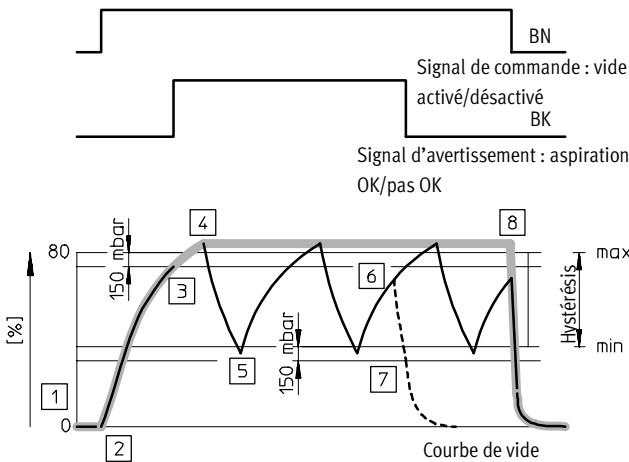 BN
Signal de commande : vide
activé/désactivé
BK
Signal d'avertissement : aspiration
OK/pas OK
4
8
80
150 mbar
max
3
6
[%]
Hystérésis
min
5
150 mbar
7
1
0
2
Courbe de vide